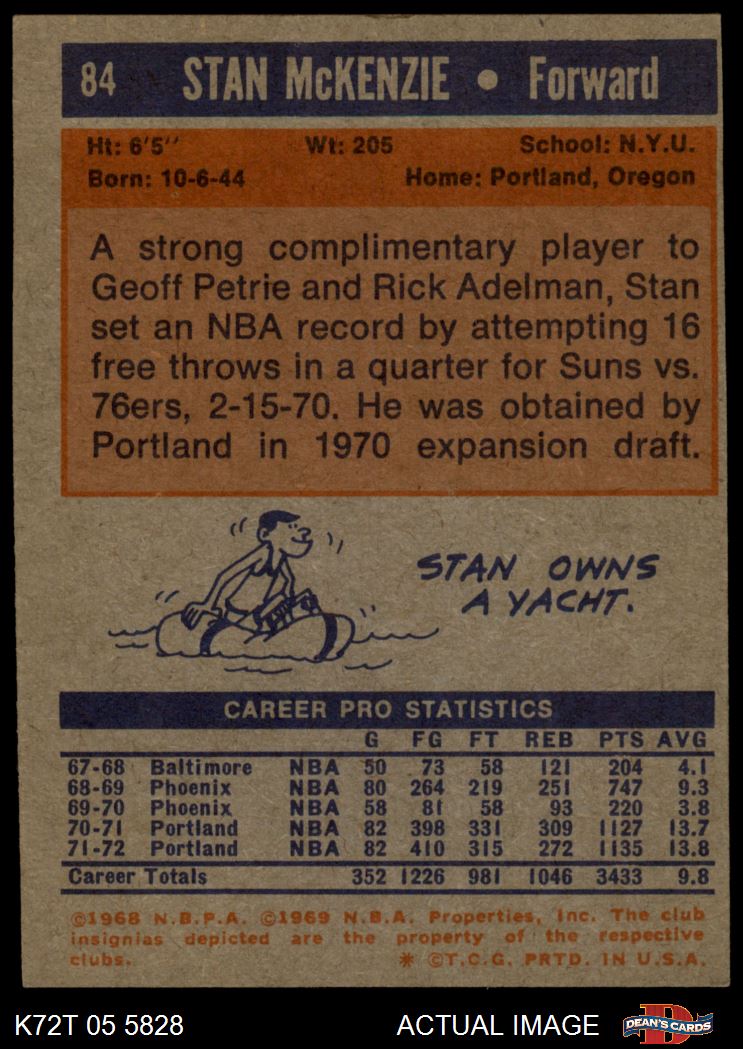 84 STAN McKENZIE • Forward
Ht: 6'5'' Wt: 205 School: N.Y.U.
Born: 10-6-44 Home: Portland, Oregon
A strong complimentary player to
Geoff Petrie and Rick Adelman, Stan
set an NBA record by attempting 16
free throws in a quarter for Suns vs.
76ers, 2-15-70. He was obtained by
Portland in 1970 expansion draft.
STAN OWNS
A YACHT.
CAREER PRO STATISTICS
G FG FT REB PTS AVG
67-68 Baltimore NBA 50 73 58 121 204 4.1
68-69 Phoenix NBA 80 264 219 251 747 9.3
69-70 Phoenix NBA 58 81 58 93 220 3.8
70-71 Portland NBA 82 398 331 309 1127 13.7
71-72 Portland NBA 82 410 315 272 1135 13.8
Career Totals 352 1226 981 1046 3433 9.8
©1968 N.B.P.A. ©1969 N.B.A. Properties, Inc. The club
insignias depicted are the property of the respective
clubs. * ©T.C.G. PRTD. IN U.S.A.
K72T 05 5828 ACTUAL IMAGE DEAN'S CARDS